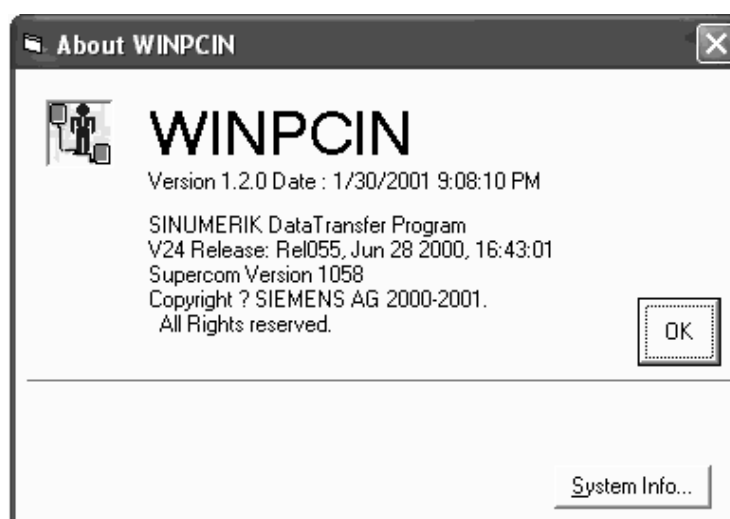 About WINPCIN
WINPCIN
Version 1.2.0 Date : 1/30/2001 9:08:10 PM
SINUMERIK DataTransfer Program
V24 Release: Rel055, Jun 28 2000, 16:43:01
Supercom Version 1058
Copyright ? SIEMENS AG 2000-2001.
All Rights reserved.
OK
System Info...